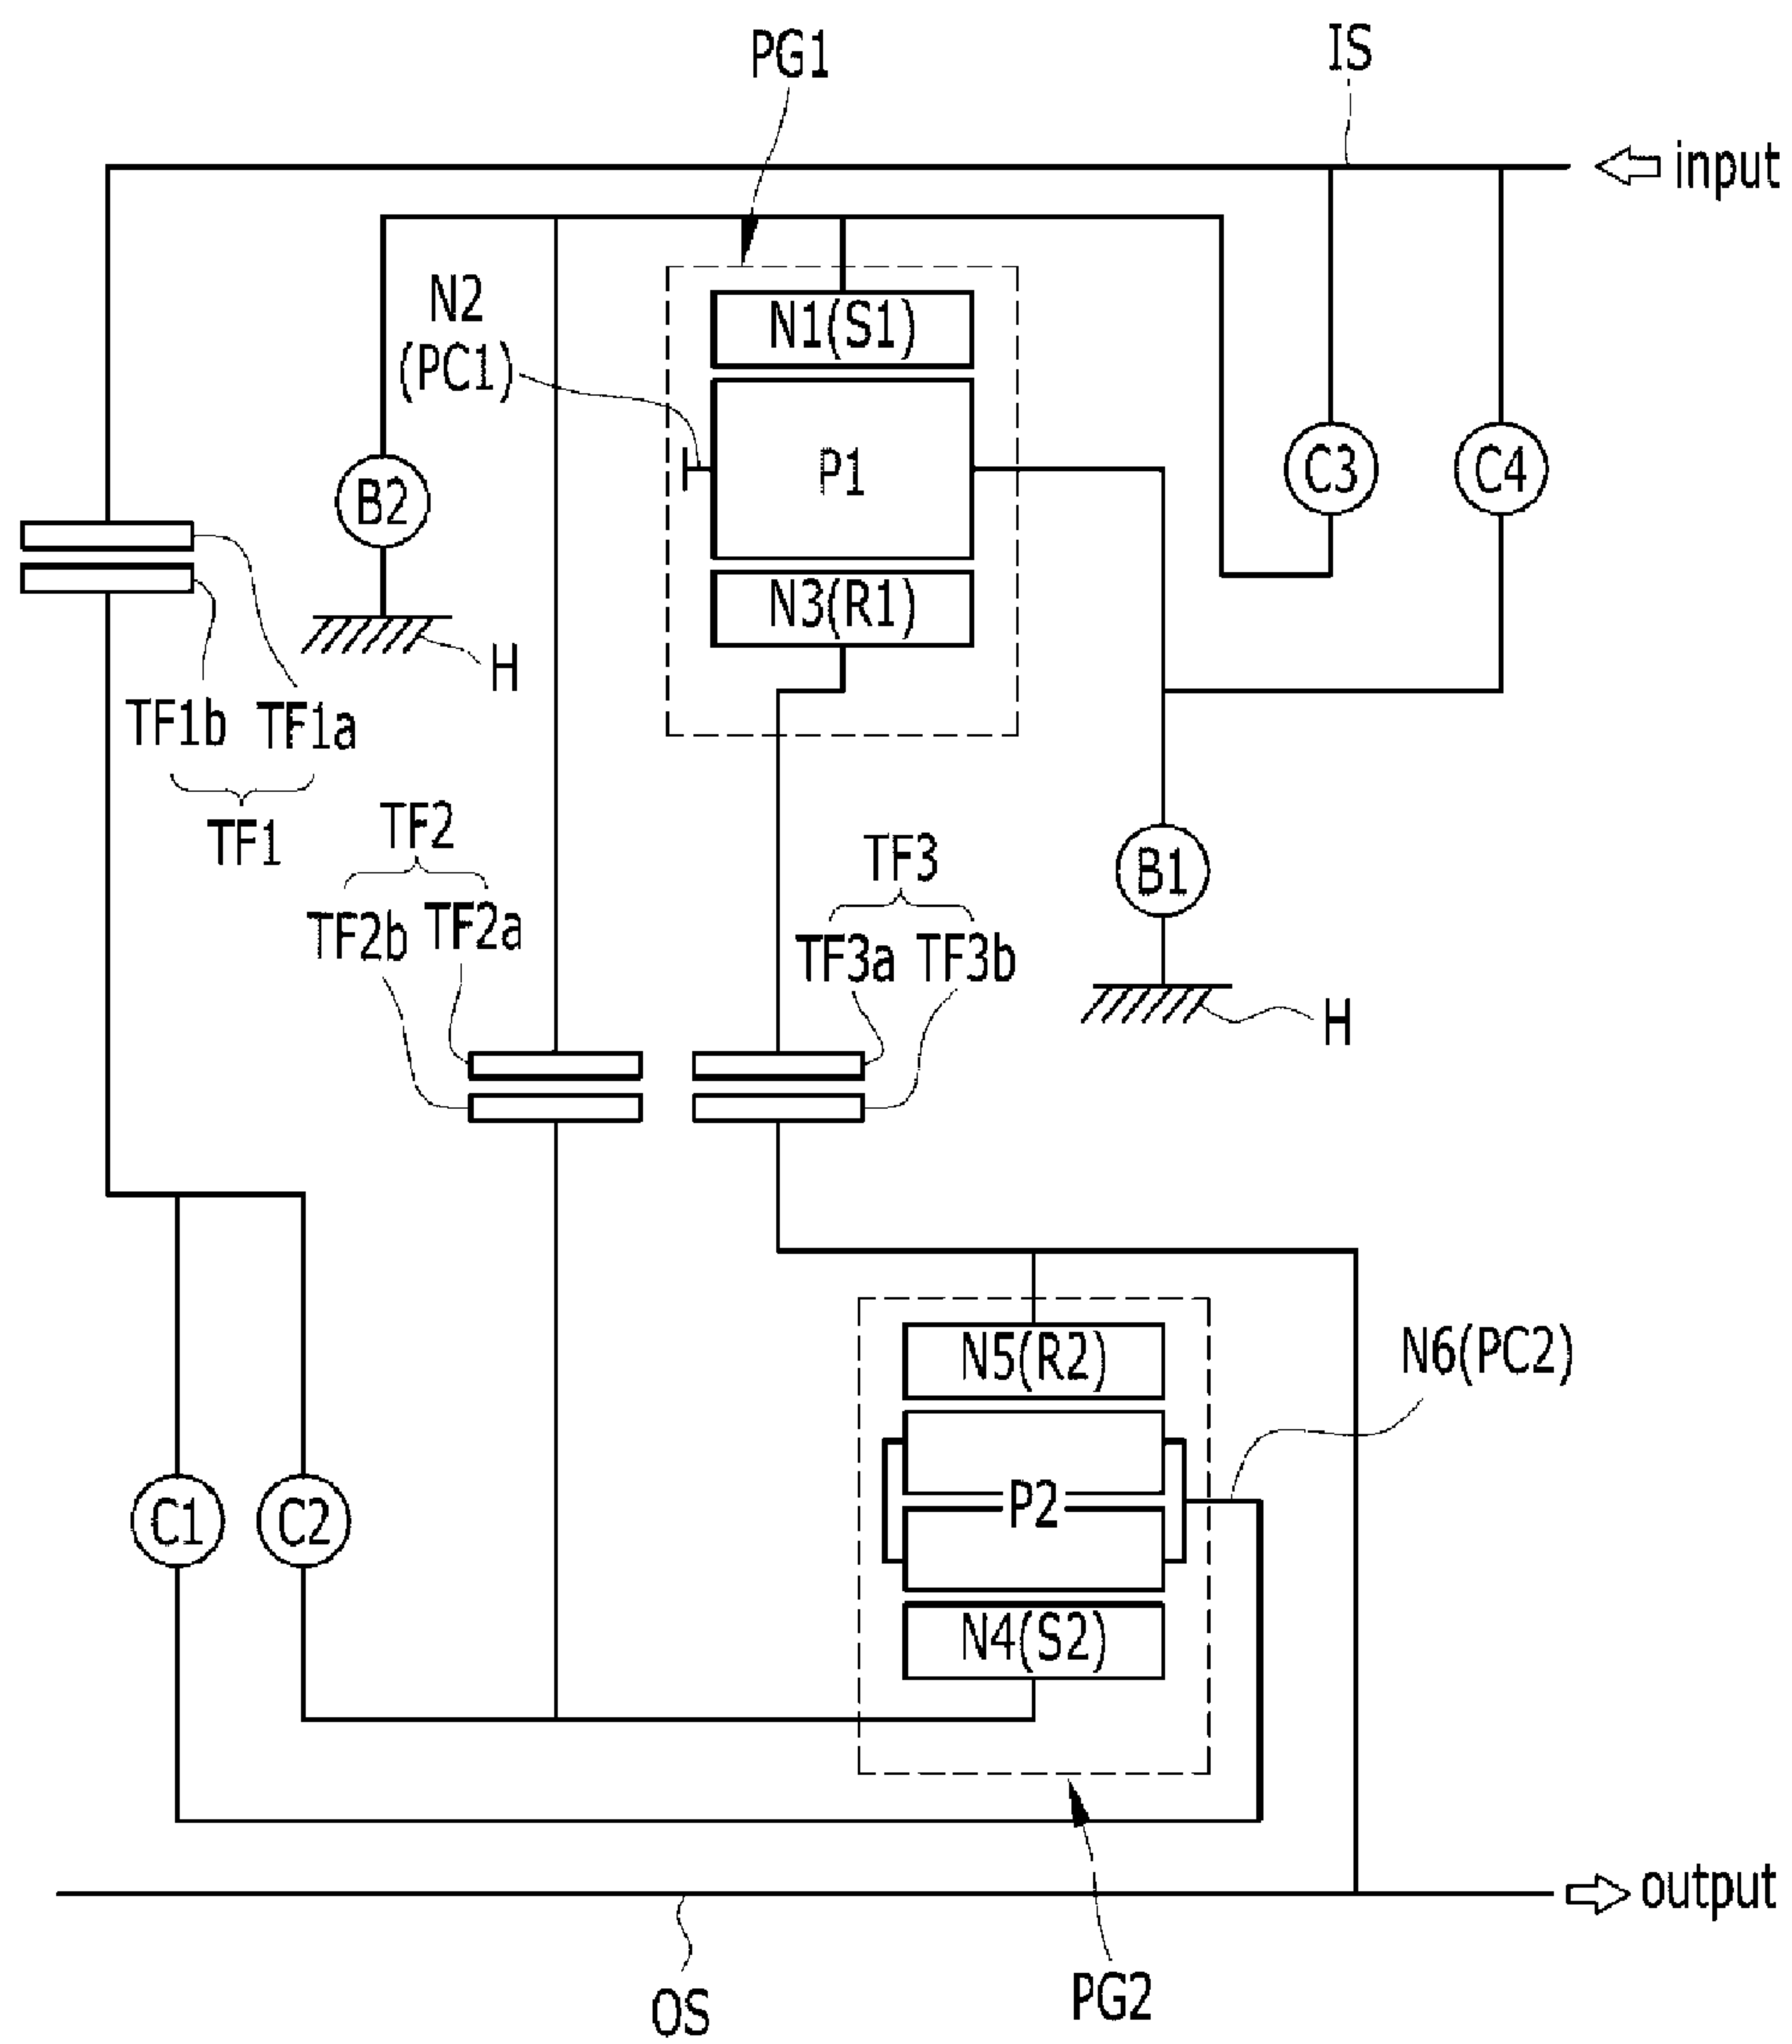 PG1
IS
input
N2
(PC1)
N1(S1)
P1
C3
C4
B2
N3(R1)
H
TF1b
TF1a
TF1
TF2
TF2b
TF2a
TF3
TF3a
TF3b
B1
H
N5(R2)
N6(PC2)
P2
C1
C2
N4(S2)
output
OS
PG2